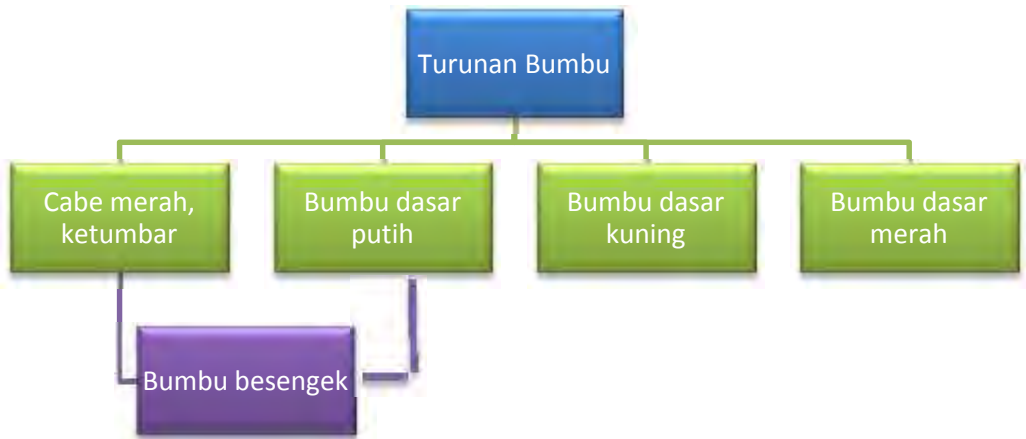 Turunan Bumbu
Cabe merah,
ketumbar
Bumbu dasar
putih
Bumbu dasar
kuning
Bumbu dasar
merah
Bumbu besengek